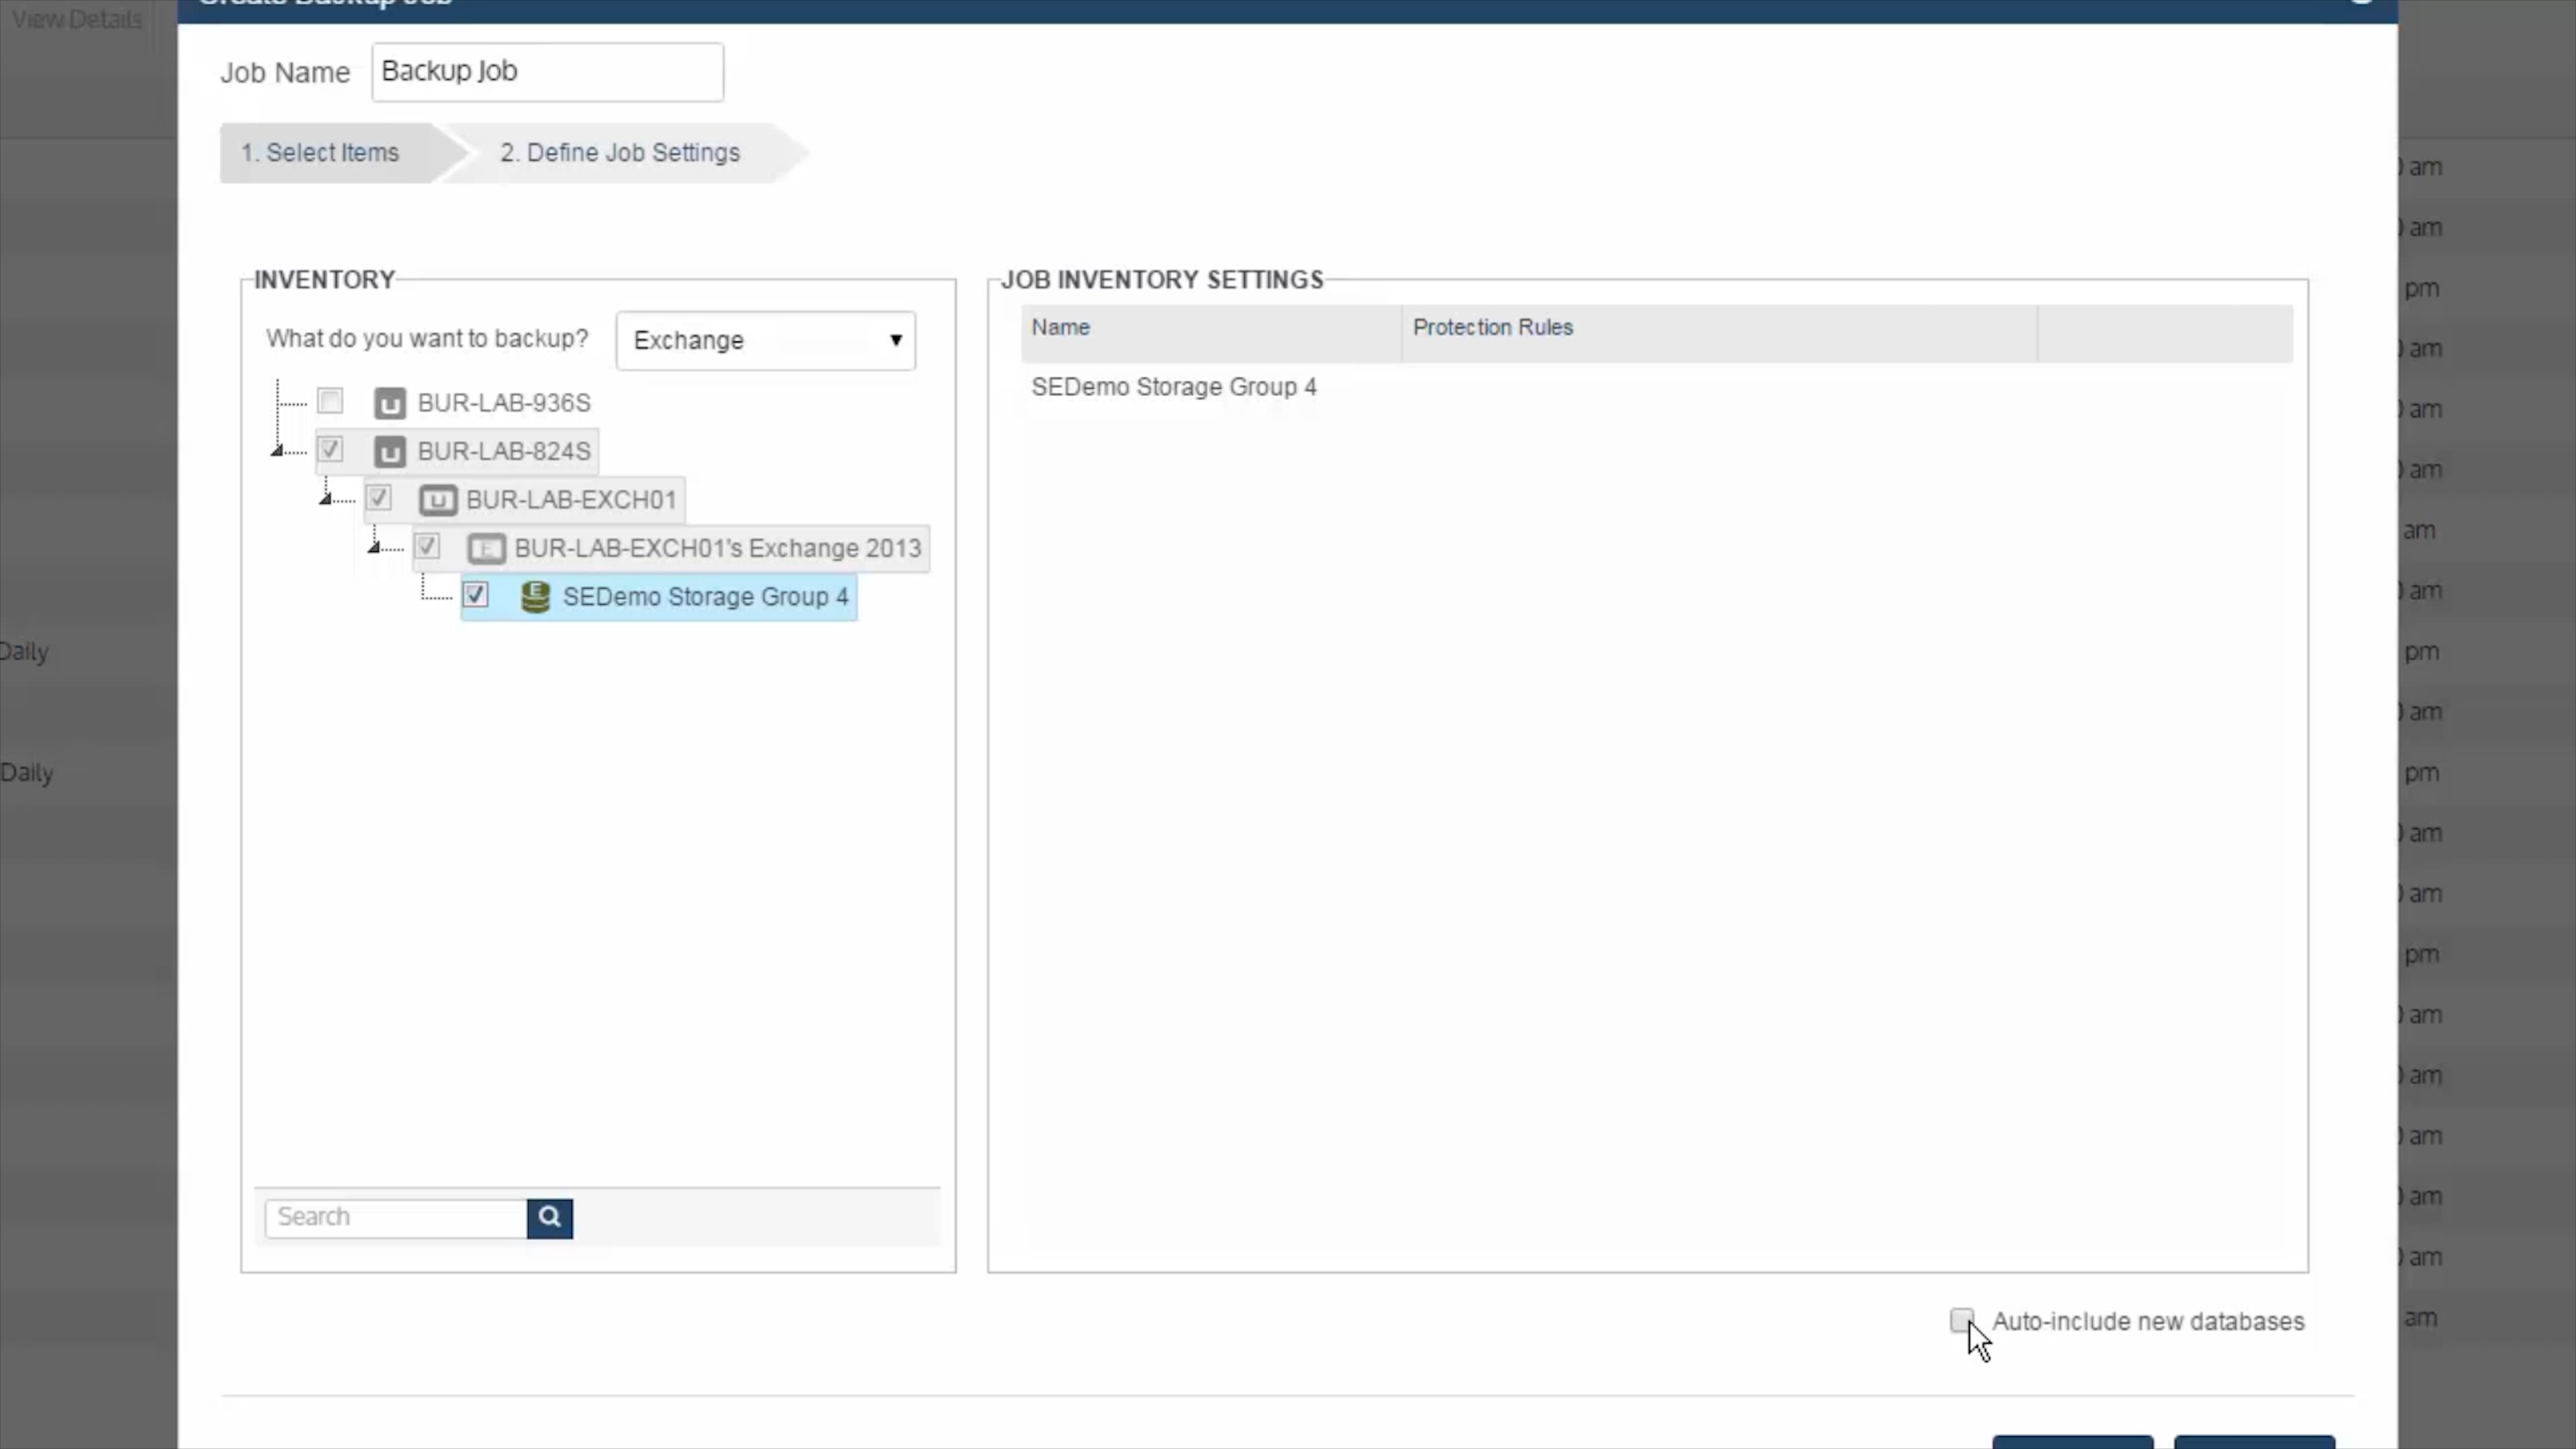 View Details
Create Backup Job
Job Name
Backup Job
1. Select Items
2. Define Job Settings
INVENTORY
What do you want to backup?
Exchange
BUR-LAB-936S
BUR-LAB-824S
BUR-LAB-EXCH01
BUR-LAB-EXCH01's Exchange 2013
SEDemo Storage Group 4
Search
JOB INVENTORY SETTINGS
Name
Protection Rules
SEDemo Storage Group 4
Auto-include new databases
Daily
Daily
am
am
pm
am
am
am
am
am
pm
am
pm
am
am
pm
am
am
am
am
am
am